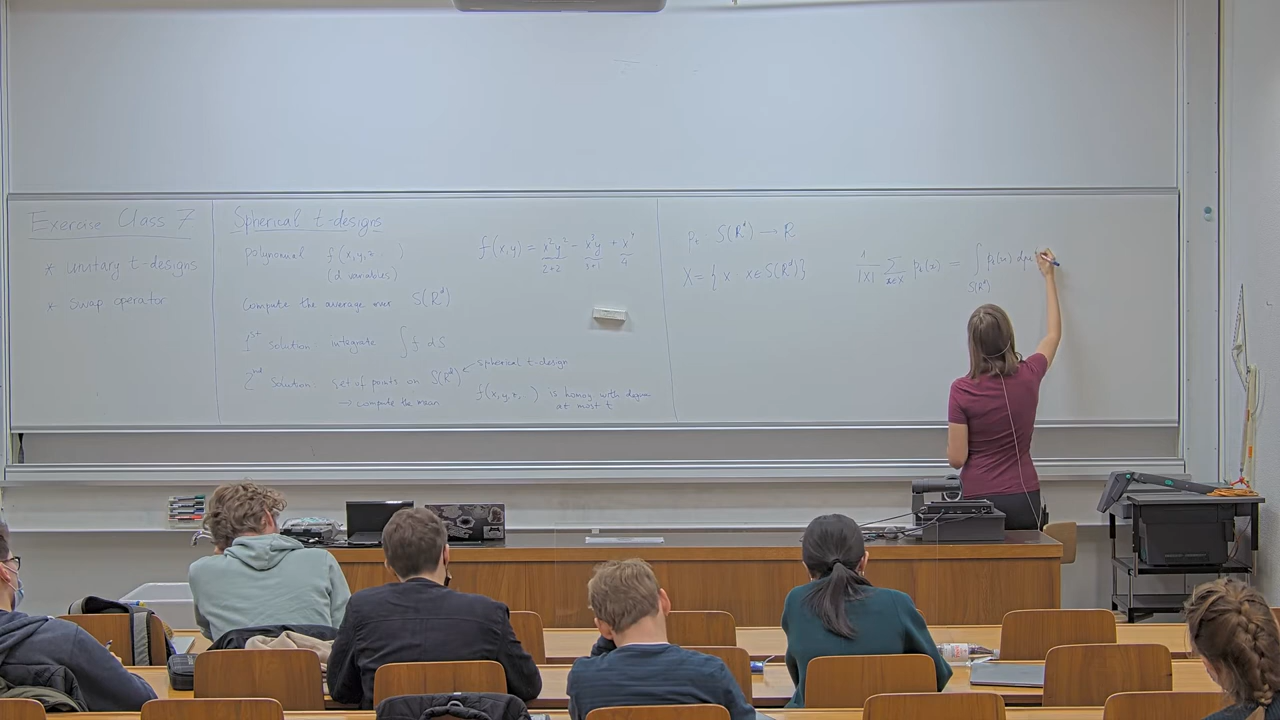 Exercise Class 7
* unitary t-designs
* swap operator
Spherical t-designs
polynomial f(x,y,z ...)
(d variables)
f(x,y) = x²y² - x³y + x⁴
2+2 3+1 4
Compute the average over S(ℝᵈ)
1ˢᵗ solution: integrate ∫ f dS
2ⁿᵈ solution: set of points on S(ℝᵈ) ← spherical t-design
→ compute the mean
f(x,y,z, ) is homog with degree
at most t
pₜ: S(ℝᵈ) → ℝ
X = { x : x∈S(ℝᵈ)}
1/|X| ∑ x∈X pₜ(x) = ∫ S(ℝᵈ) pₜ(u) dμ